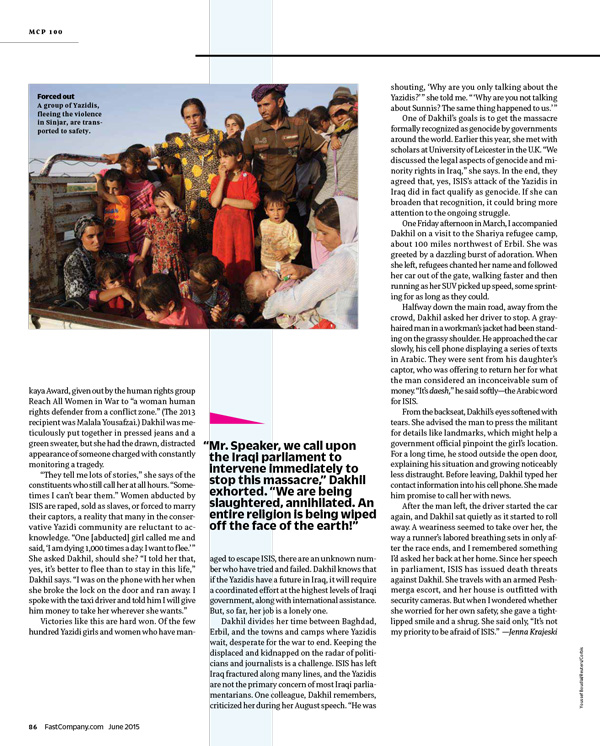 MCP 100
Forced out
A group of Yazidis,
fleeing the violence
in Sinjar, are trans-
ported to safety.
kaya Award, given out by the human rights group
Reach All Women in War to “a woman human
rights defender from a conflict zone.” (The 2013
recipient was Malala Yousafzai.) Dakhil was me-
ticulously put together in pressed jeans and a
green sweater, but she had the drawn, distracted
appearance of someone charged with constantly
monitoring a tragedy.
“They tell me lots of stories,” she says of the
constituents who still call her at all hours. “Some-
times I can’t bear them.” Women abducted by
ISIS are raped, sold as slaves, or forced to marry
their captors, a reality that many in the conser-
vative Yazidi community are reluctant to ac-
knowledge. “One [abducted] girl called me and
said, ‘I am dying 1,000 times a day. I want to flee.’”
She asked Dakhil, should she? “I told her that,
yes, it’s better to flee than to stay in this life,”
Dakhil says. “I was on the phone with her when
she broke the lock on the door and ran away. I
spoke with the taxi driver and told him I will give
him money to take her wherever she wants.”
Victories like this are hard won. Of the few
hundred Yazidi girls and women who have man-
“Mr. Speaker, we call upon
the Iraqi parliament to
intervene immediately to
stop this massacre,” Dakhil
exhorted. “We are being
slaughtered, annihilated. An
entire religion is being wiped
off the face of the earth!”
aged to escape ISIS, there are an unknown num-
ber who have tried and failed. Dakhil knows that
if the Yazidis have a future in Iraq, it will require
a coordinated effort at the highest levels of Iraqi
government, along with international assistance.
But, so far, her job is a lonely one.
Dakhil divides her time between Baghdad,
Erbil, and the towns and camps where Yazidis
wait, desperate for the war to end. Keeping the
displaced and kidnapped on the radar of politi-
cians and journalists is a challenge. ISIS has left
Iraq fractured along many lines, and the Yazidis
are not the primary concern of most Iraqi parlia-
mentarians. One colleague, Dakhil remembers,
criticized her during her August speech. “He was
shouting, ‘Why are you only talking about the
Yazidis?’” she told me. “‘Why are you not talking
about Sunnis? The same thing happened to us.’”
One of Dakhil’s goals is to get the massacre
formally recognized as genocide by governments
around the world. Earlier this year, she met with
scholars at University of Leicester in the U.K. “We
discussed the legal aspects of genocide and mi-
nority rights in Iraq,” she says. In the end, they
agreed that, yes, ISIS’s attack of the Yazidis in
Iraq did in fact qualify as genocide. If she can
broaden that recognition, it could bring more
attention to the ongoing struggle.
One Friday afternoon in March, I accompanied
Dakhil on a visit to the Shariya refugee camp,
about 100 miles northwest of Erbil. She was
greeted by a dazzling burst of adoration. When
she left, refugees chanted her name and followed
her car out of the gate, walking faster and then
running as her SUV picked up speed, some sprint-
ing for as long as they could.
Halfway down the main road, away from the
crowd, Dakhil asked her driver to stop. A gray-
haired man in a workman’s jacket had been stand-
ing on the grassy shoulder. He approached the car
slowly, his cell phone displaying a series of texts
in Arabic. They were sent from his daughter’s
captor, who was offering to return her for what
the man considered an inconceivable sum of
money. “It’s daesh,” he said softly—the Arabic word
for ISIS.
From the backseat, Dakhil’s eyes softened with
tears. She advised the man to press the militant
for details like landmarks, which might help a
government official pinpoint the girl’s location.
For a long time, he stood outside the open door,
explaining his situation and growing noticeably
less distraught. Before leaving, Dakhil typed her
contact information into his cell phone. She made
him promise to call her with news.
After the man left, the driver started the car
again, and Dakhil sat quietly as it started to roll
away. A weariness seemed to take over her, the
way a runner’s labored breathing sets in only af-
ter the race ends, and I remembered something
I’d asked her back at her home. Since her speech
in parliament, ISIS has issued death threats
against Dakhil. She travels with an armed Pesh-
merga escort, and her house is outfitted with
security cameras. But when I wondered whether
she worried for her own safety, she gave a tight-
lipped smile and a shrug. She said only, “It’s not
my priority to be afraid of ISIS.” —Jenna Krajeski
86 FastCompany.com June 2015